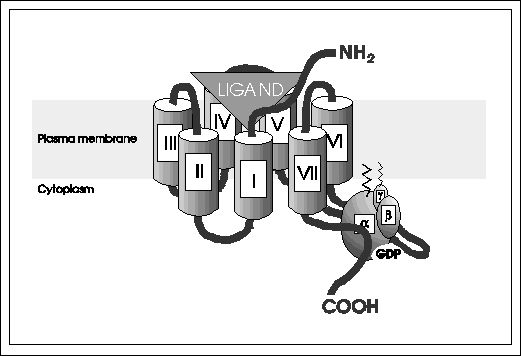 NH2
LIGAND
IV
V
Plasma membrane
III
VI
II
I
VII
Cytoplasm
γ
α
β
GDP
COOH